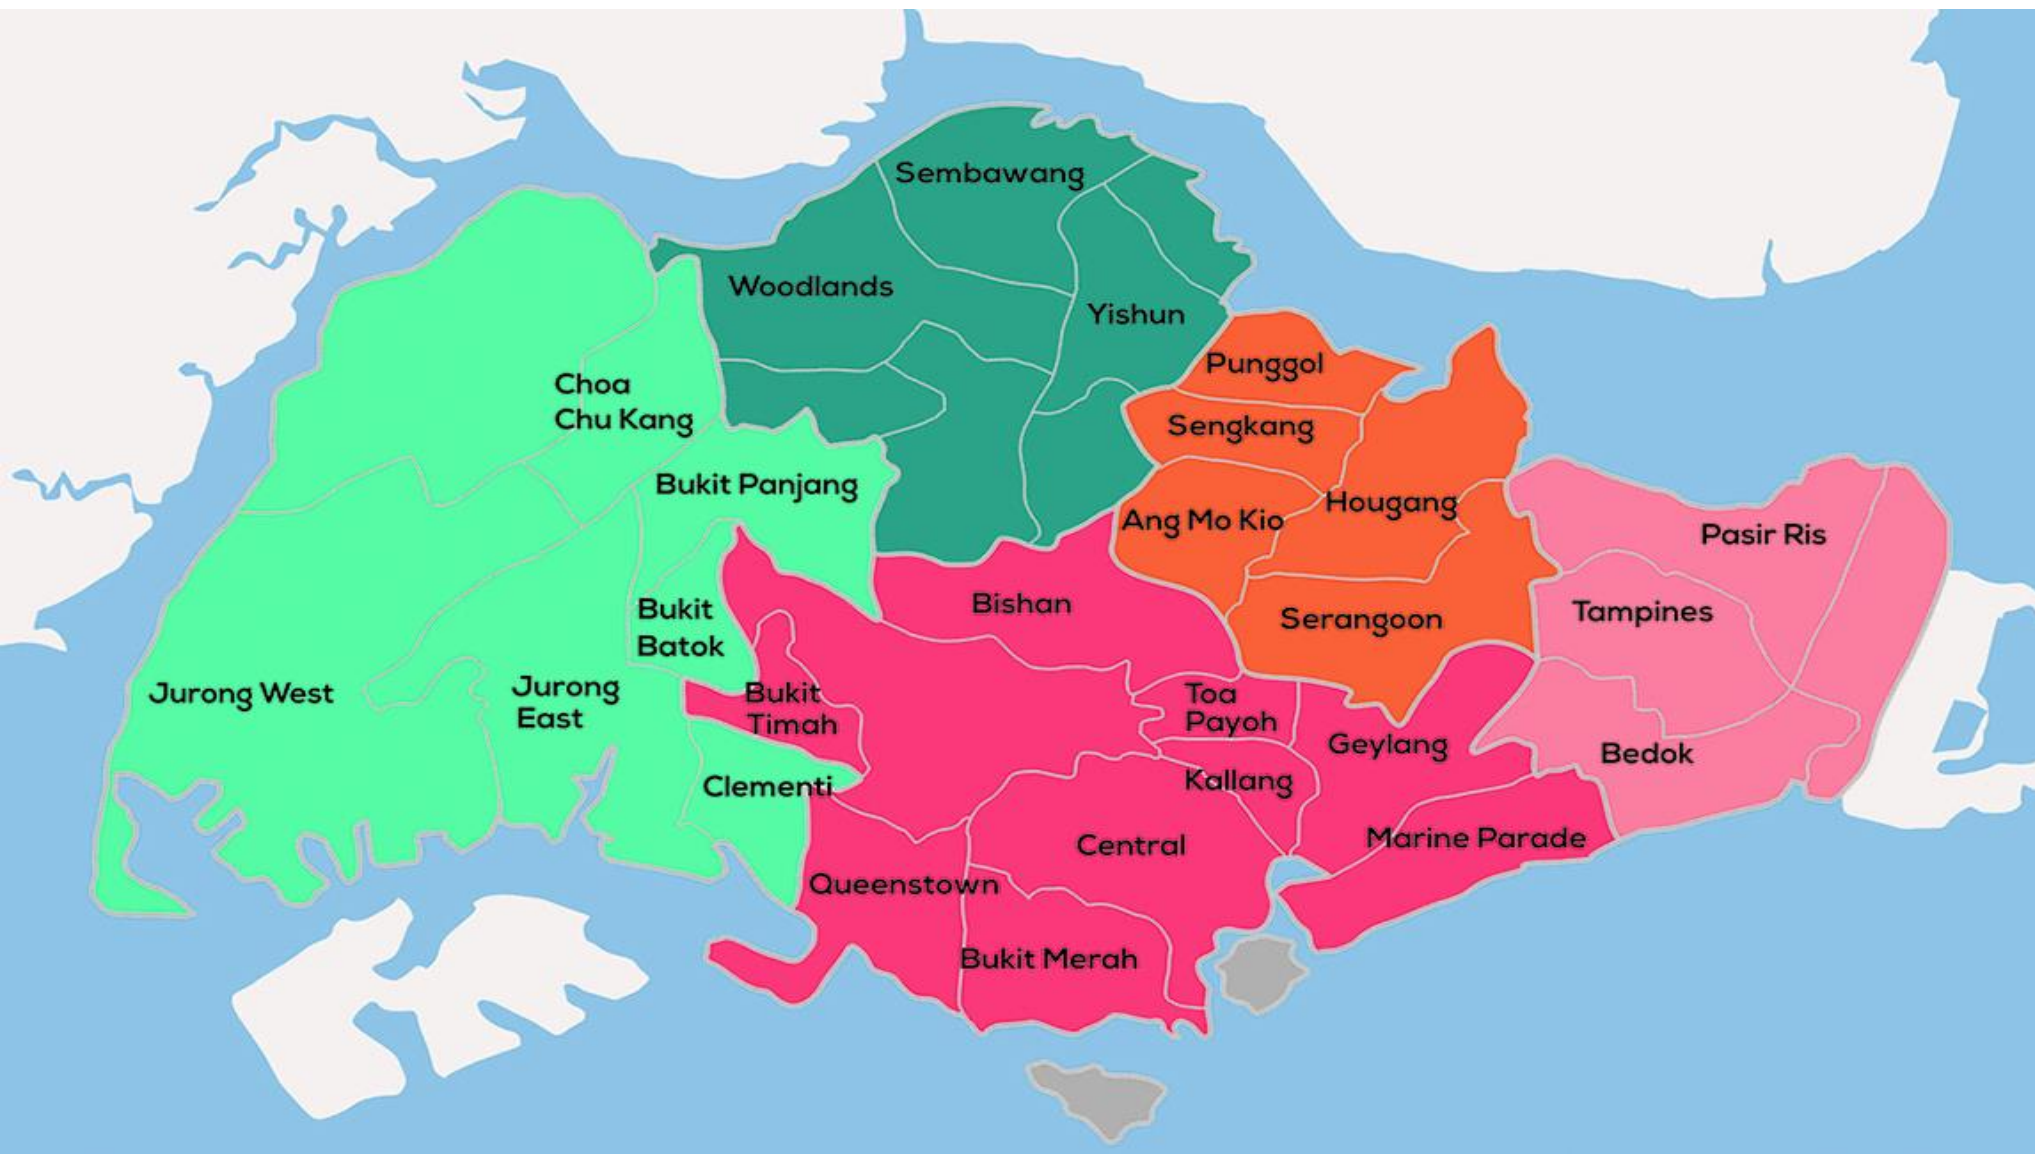 Sembawang
Woodlands
Yishun
Punggol
Choa
Chu Kang
Sengkang
Bukit Panjang
Hougang
Ang Mo Kio
Pasir Ris
Bishan
Bukit
Batok
Tampines
Serangoon
Jurong West
Jurong
East
Bukit
Timah
Toa
Payoh
Geylang
Bedok
Clementi
Kallang
Central
Marine Parade
Queenstown
Bukit Merah